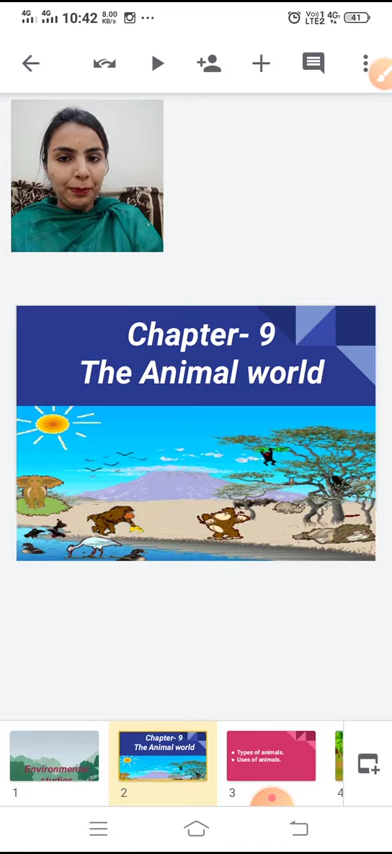 4G 4G 10:42 8.00 KB/s ... Vo)) 1 4G LTE2 41
Chapter- 9
The Animal world
Environmental
studies
Chapter- 9
The Animal world
Types of animals.
Uses of animals.
1 2 3 4